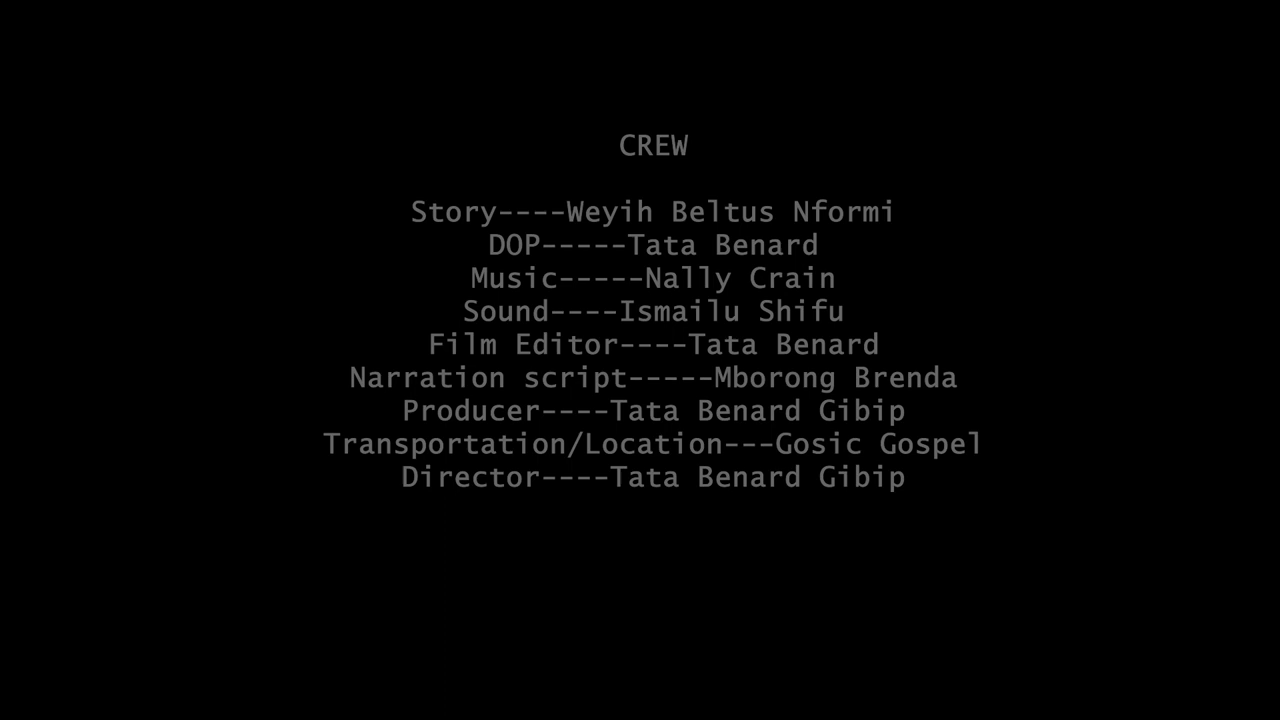 CREW
Story----Weyih Beltus Nformi
DOP-----Tata Benard
Music-----Nally Crain
Sound----Ismailu Shifu
Film Editor----Tata Benard
Narration script-----Mborong Brenda
Producer----Tata Benard Gibip
Transportation/Location---Gosic Gospel
Director----Tata Benard Gibip